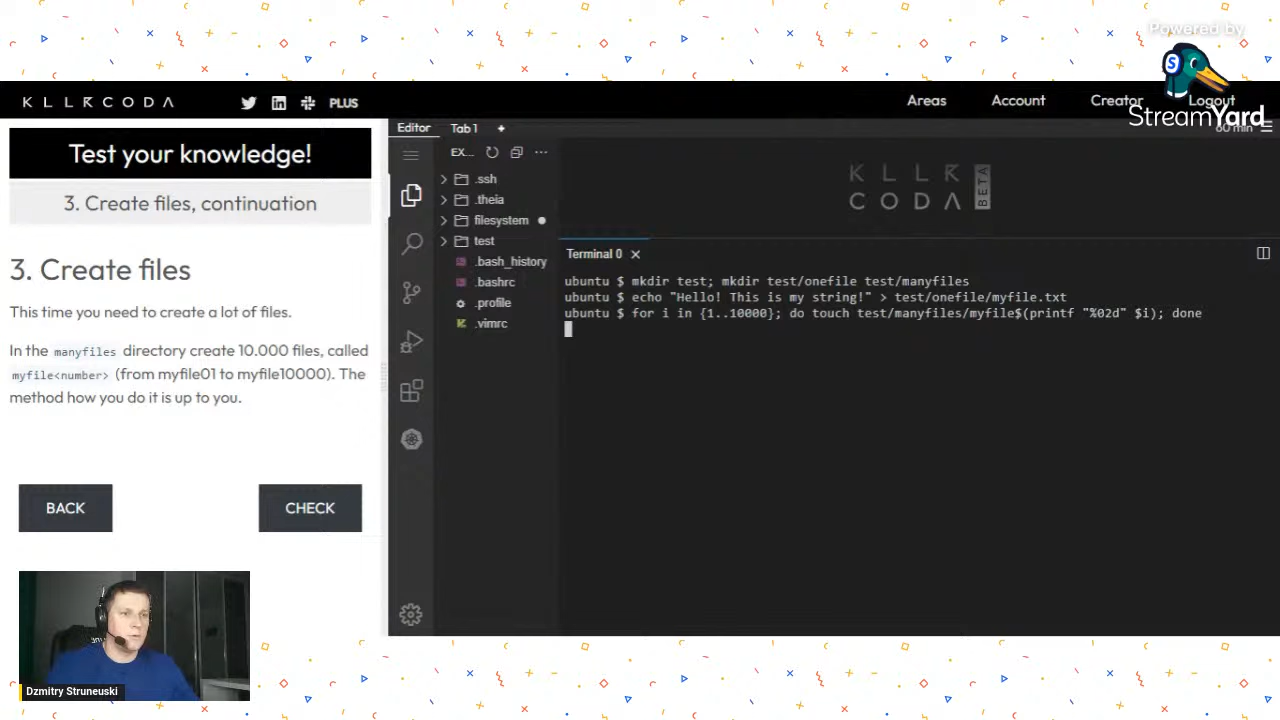 Powered by
StreamYard
KLLRCODA
PLUS
Areas
Account
Creator
Logout
60 min
Test your knowledge!
3. Create files, continuation
3. Create files
This time you need to create a lot of files.
In the manyfiles directory create 10.000 files, called
myfile<number> (from myfile01 to myfile10000). The
method how you do it is up to you.
BACK
CHECK
Dzmitry Struneuski
Editor
Tab 1
EX...
.ssh
.theia
filesystem
test
.bash_history
.bashrc
.profile
.vimrc
KLLR
CODA
BETA
Terminal 0
ubuntu $ mkdir test; mkdir test/onefile test/manyfiles
ubuntu $ echo "Hello! This is my string!" > test/onefile/myfile.txt
ubuntu $ for i in {1..10000}; do touch test/manyfiles/myfile$(printf "%02d" $i); done